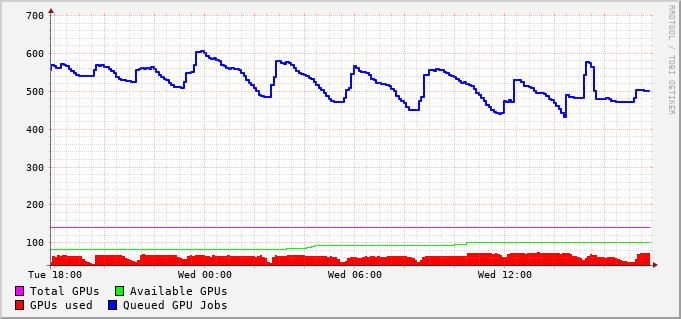 700
600
500
400
300
200
100
Tue 18:00 Wed 00:00 Wed 06:00 Wed 12:00
Total GPUs Available GPUs
GPUs used Queued GPU Jobs
RRDTOOL / TOBI OETIKER